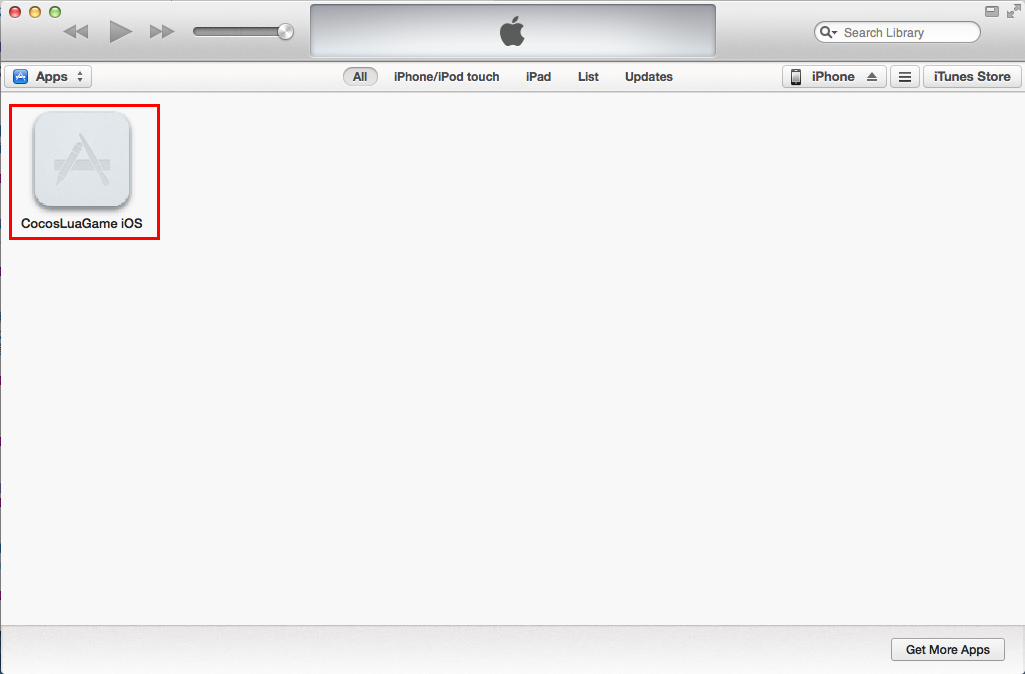 Search Library
Apps All iPhone/iPod touch iPad List Updates iPhone iTunes Store
CocosLuaGame iOS
Get More Apps